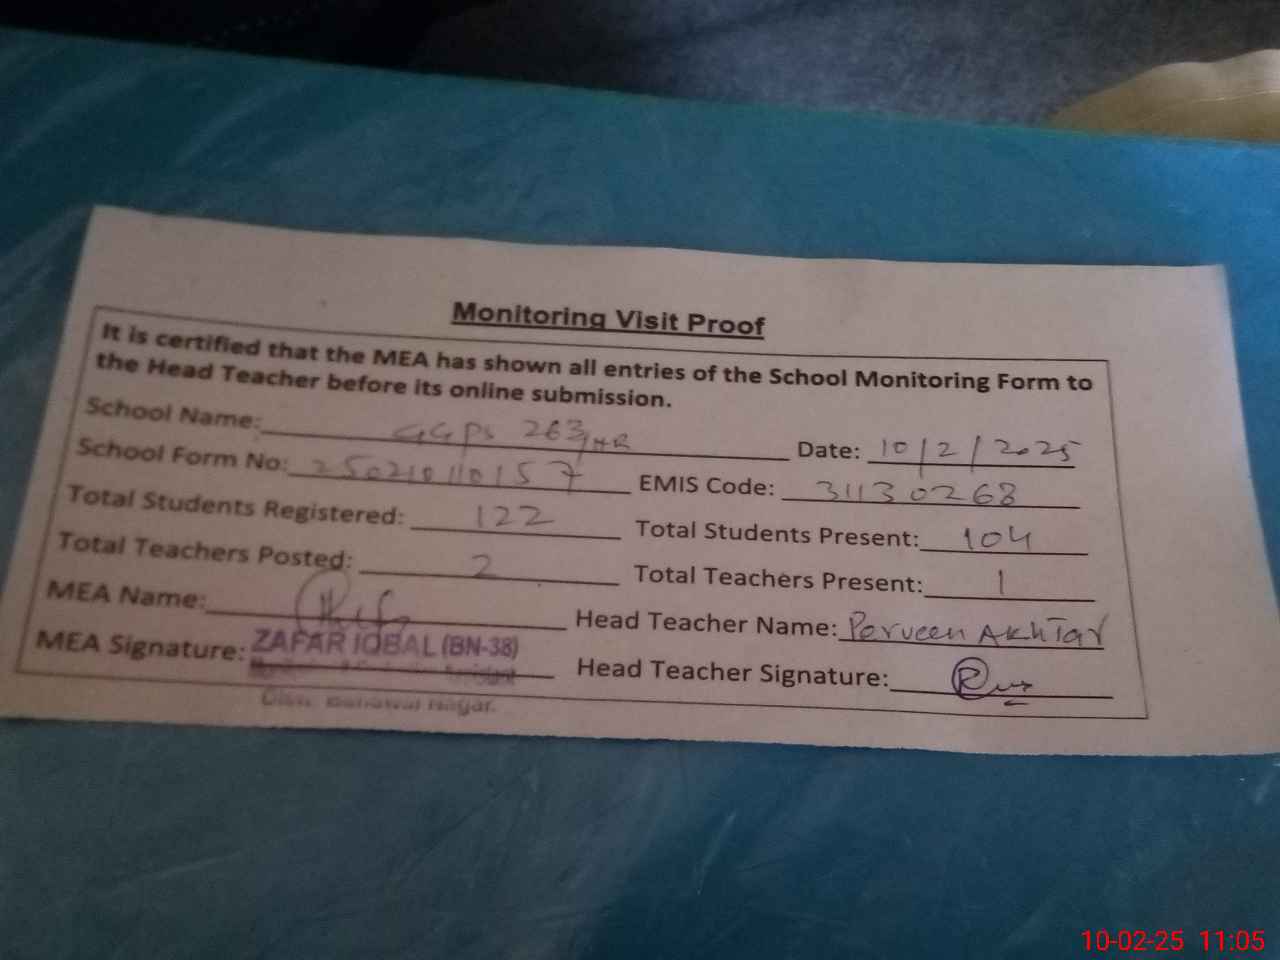 Monitoring Visit Proof
It is certified that the MEA has shown all entries of the School Monitoring Form to
the Head Teacher before its online submission.
School Name: GGPS 263/HR Date: 10/2/2025
School Form No: 25021010157 EMIS Code: 31130268
Total Students Registered: 122 Total Students Present: 104
Total Teachers Posted: 2 Total Teachers Present: 1
MEA Name: Head Teacher Name: Perveen AKhTar
MEA Signature: ZAFAR IQBAL (BN-38) Head Teacher Signature:
Nagar.
10-02-25 11:05